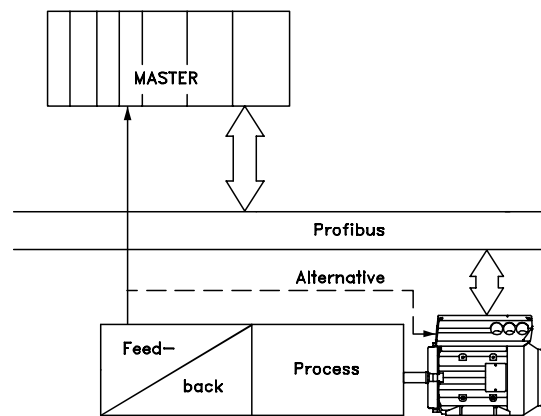 MASTER
Profibus
Alternative
Feed-
back
Process